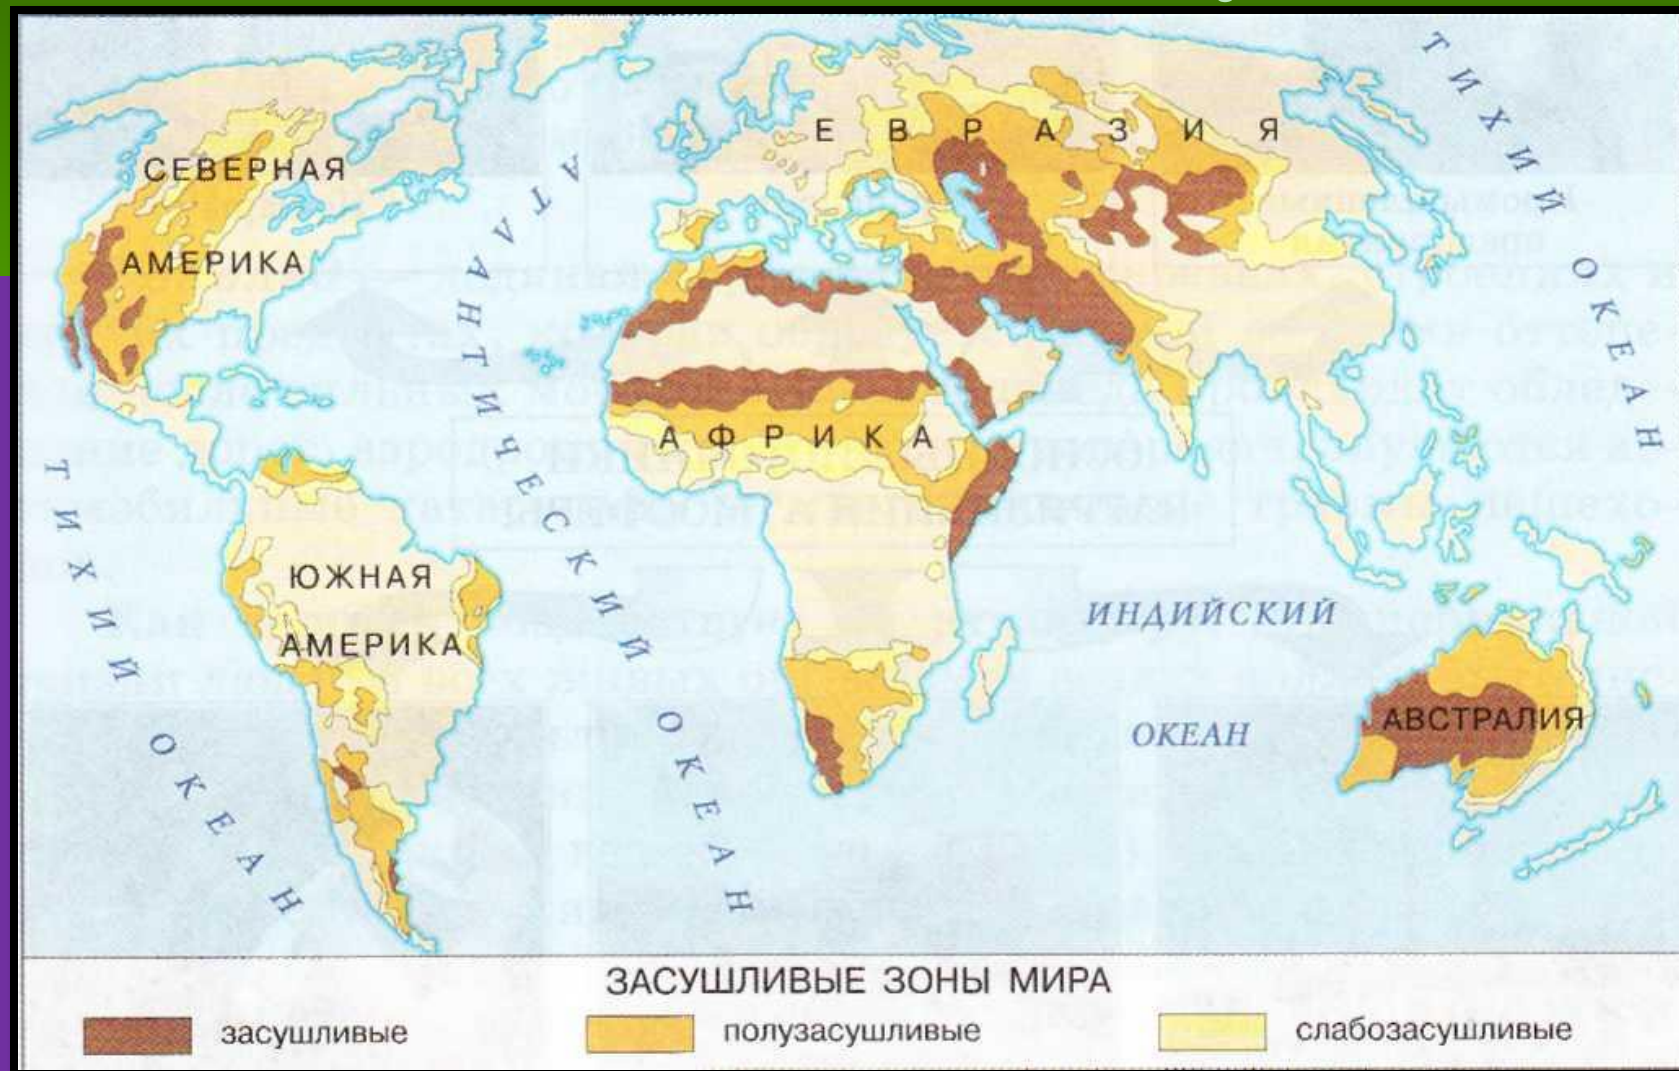 ТИХИЙ ОКЕАН
АТЛАНТИЧЕСКИЙ ОКЕАН
ЕВРАЗИЯ
СЕВЕРНАЯ
АМЕРИКА
АФРИКА
ТИХИЙ ОКЕАН
ЮЖНАЯ
АМЕРИКА
ИНДИЙСКИЙ
ОКЕАН
АВСТРАЛИЯ
ЗАСУШЛИВЫЕ ЗОНЫ МИРА
засушливые
полузасушливые
слабозасушливые